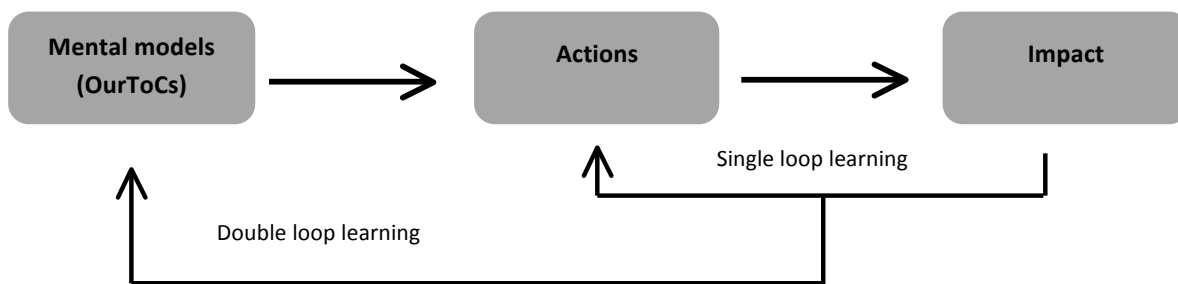 Mental models
(OurToCs)
Actions
Impact
Single loop learning
Double loop learning